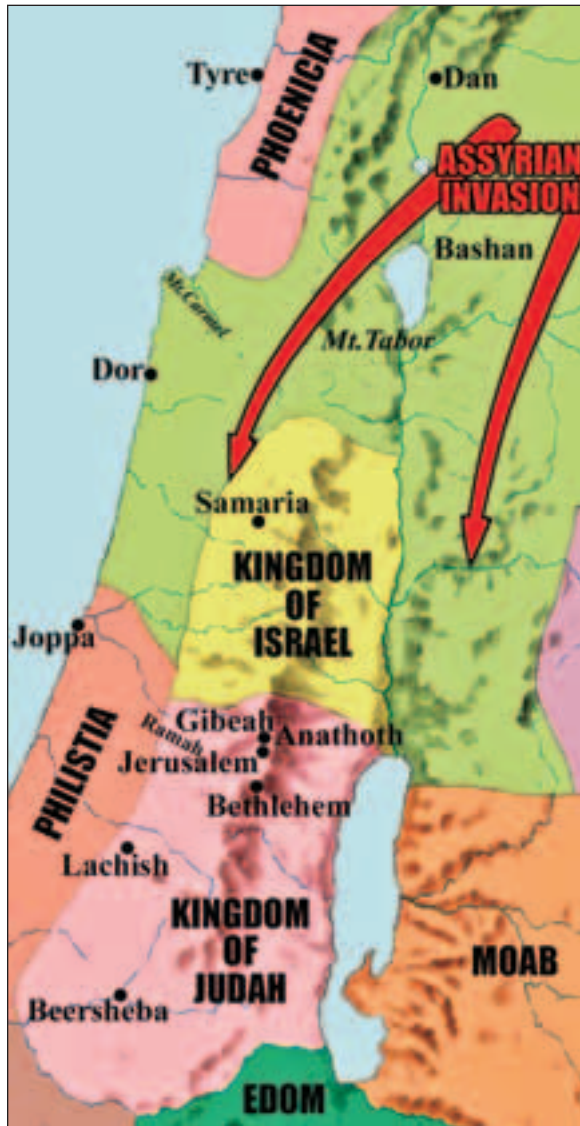 Tyre
PHOENICIA
Dan
ASSYRIAN
INVASION
Bashan
Mt.Carmel
Mt.Tabor
Dor
Samaria
KINGDOM
OF
ISRAEL
Joppa
PHILISTIA
Gibeah
Ramah
Anathoth
Jerusalem
Bethlehem
Lachish
KINGDOM
OF
JUDAH
MOAB
Beersheba
EDOM